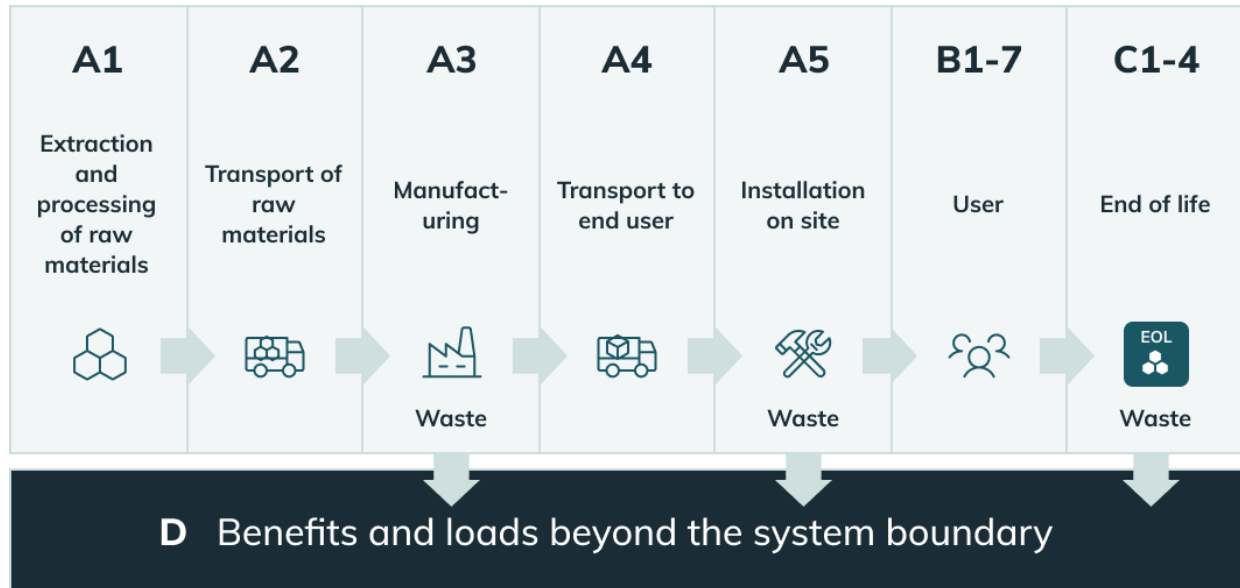 A1
Extraction
and
processing
of raw
materials
A2
Transport of
raw
materials
A3
Manufact-
uring
Waste
A4
Transport to
end user
A5
Installation
on site
Waste
B1-7
User
C1-4
End of life
EOL
Waste
D Benefits and loads beyond the system boundary